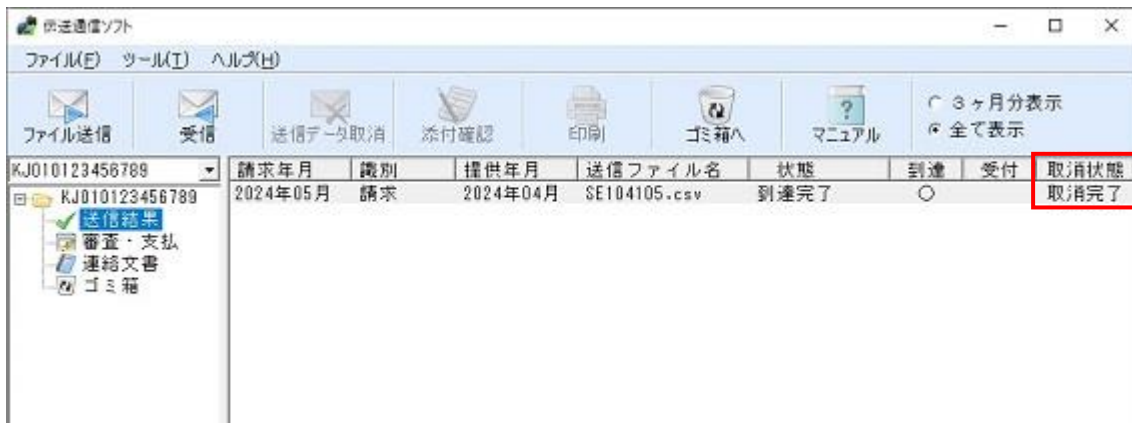 伝送通信ソフト
ファイル(F) ツール(T) ヘルプ(H)
ファイル送信 受信 送信データ取消 添付確認 印刷 ゴミ箱へ マニュアル
3ヶ月分表示
全て表示
KJ010123456789
請求年月 識別 提供年月 送信ファイル名 状態 到達 受付 取消状態
2024年05月 請求 2024年04月 SE104105.csv 到達完了 ○ 取消完了
KJ010123456789
送信結果
審査・支払
連絡文書
ゴミ箱